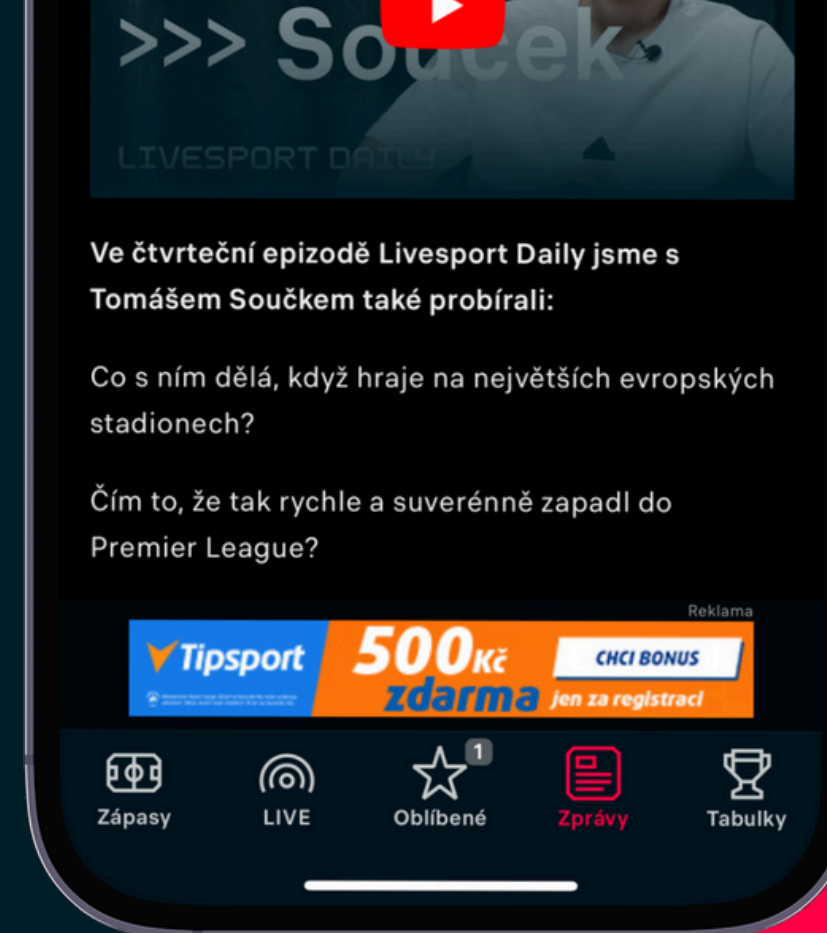 >>> Souček
LIVESPORT DAILY
Ve čtvrteční epizodě Livesport Daily jsme s
Tomášem Součkem také probírali:
Co s ním dělá, když hraje na největších evropských
stadionech?
Čím to, že tak rychle a suverénně zapadl do
Premier League?
Reklama
Tipsport
500Kč
zdarma
jen za registraci
CHCI BONUS
Zápasy
LIVE
1
Oblíbené
Zprávy
Tabulky